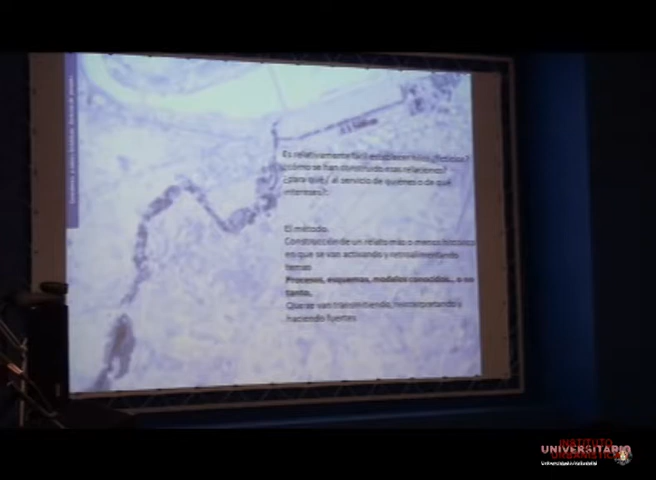 Es relativamente fácil establecer hilos
¿cómo se han construido esas relaciones?
¿para qué / al servicio de quiénes o de qué
intereses?.
El método.
Construcción de un relato más o menos histórico
en que se van activando y retroalimentando
temas
Procesos, esquemas, modelos conocidos... o no
tanto,
Que se van transmitiendo, reinterpretando y
haciendo fuertes
INSTITUTO
UNIVERSITARIO
URBANÍSTICA